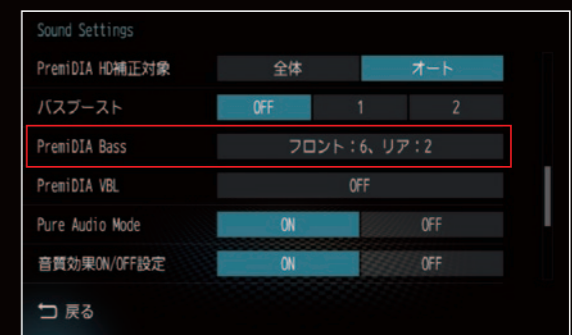 Sound Settings
PremiDIA HD補正対象 全体 オート
バスブースト OFF 1 2
PremiDIA Bass フロント：6、リア：2
PremiDIA VBL OFF
Pure Audio Mode ON OFF
音質効果ON/OFF設定 ON OFF
戻る